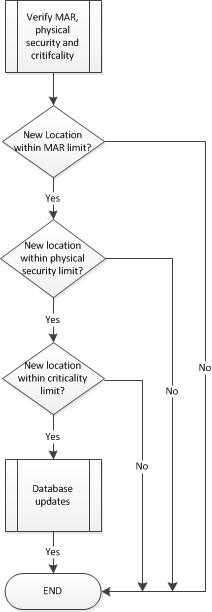 Verify MAR,
physical
security and
critifcality
New Location
within MAR limit?
Yes
New location
within physical
security limit?
Yes
New location
within criticality
limit?
No
No
Yes
No
Database
updates
Yes
END